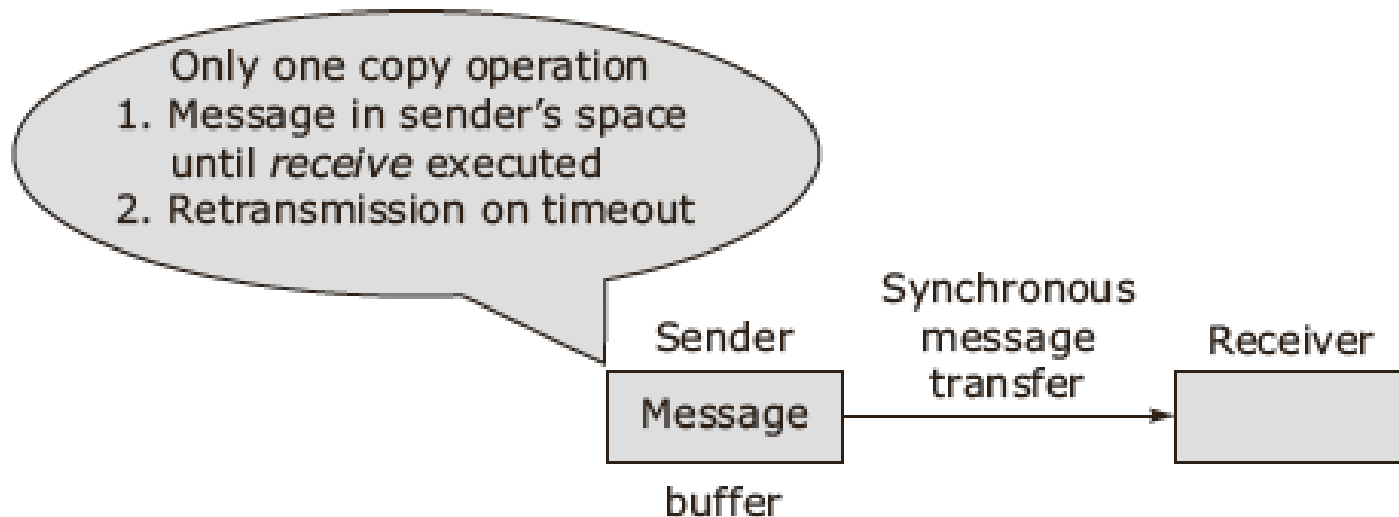 Only one copy operation
1. Message in sender's space
until receive executed
2. Retransmission on timeout
Synchronous
message
transfer
Sender
Receiver
Message
buffer